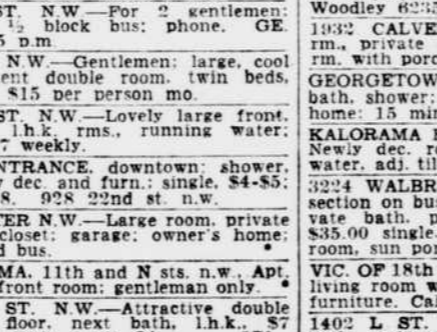 ST. N.W.—For 2 gentlemen;
½ block bus; phone. GE.
5 p.m
N.W.—Gentlemen; large, cool
ent double room, twin beds,
$15 per person mo.
ST. N.W.—Lovely large front,
l.h.k. rms., running water;
7 weekly.
NTRANCE, downtown; shower,
y dec. and furn.; single, $4-$5;
8. 928 22nd st. n.w.
ER N.W.—Large room, private
closet; garage; owner's home;
d bus.
MA, 11th and N sts. n.w., Apt.
front room; gentleman only.
ST. N.W.—Attractive double
floor, next bath, l.h.k., $7
Woodley
1932 CALVE
rm., private
rm. with porc
GEORGETOW
bath, shower;
home; 15 min
KALORAMA
Newly dec. r
water, adj. til
3224 WALBR
section on bus
vate bath, p
$35.00 single.
room, sun por
VIC. OF 18th
living room w
furniture. Cal
1402 L ST.